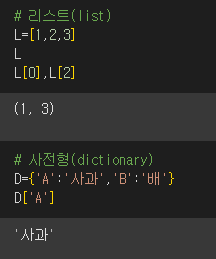 # 리스트(list)
L=[1,2,3]
L
L[0],L[2]
(1, 3)
# 사전형(dictionary)
D={'A':'사과','B':'배'}
D['A']
'사과'